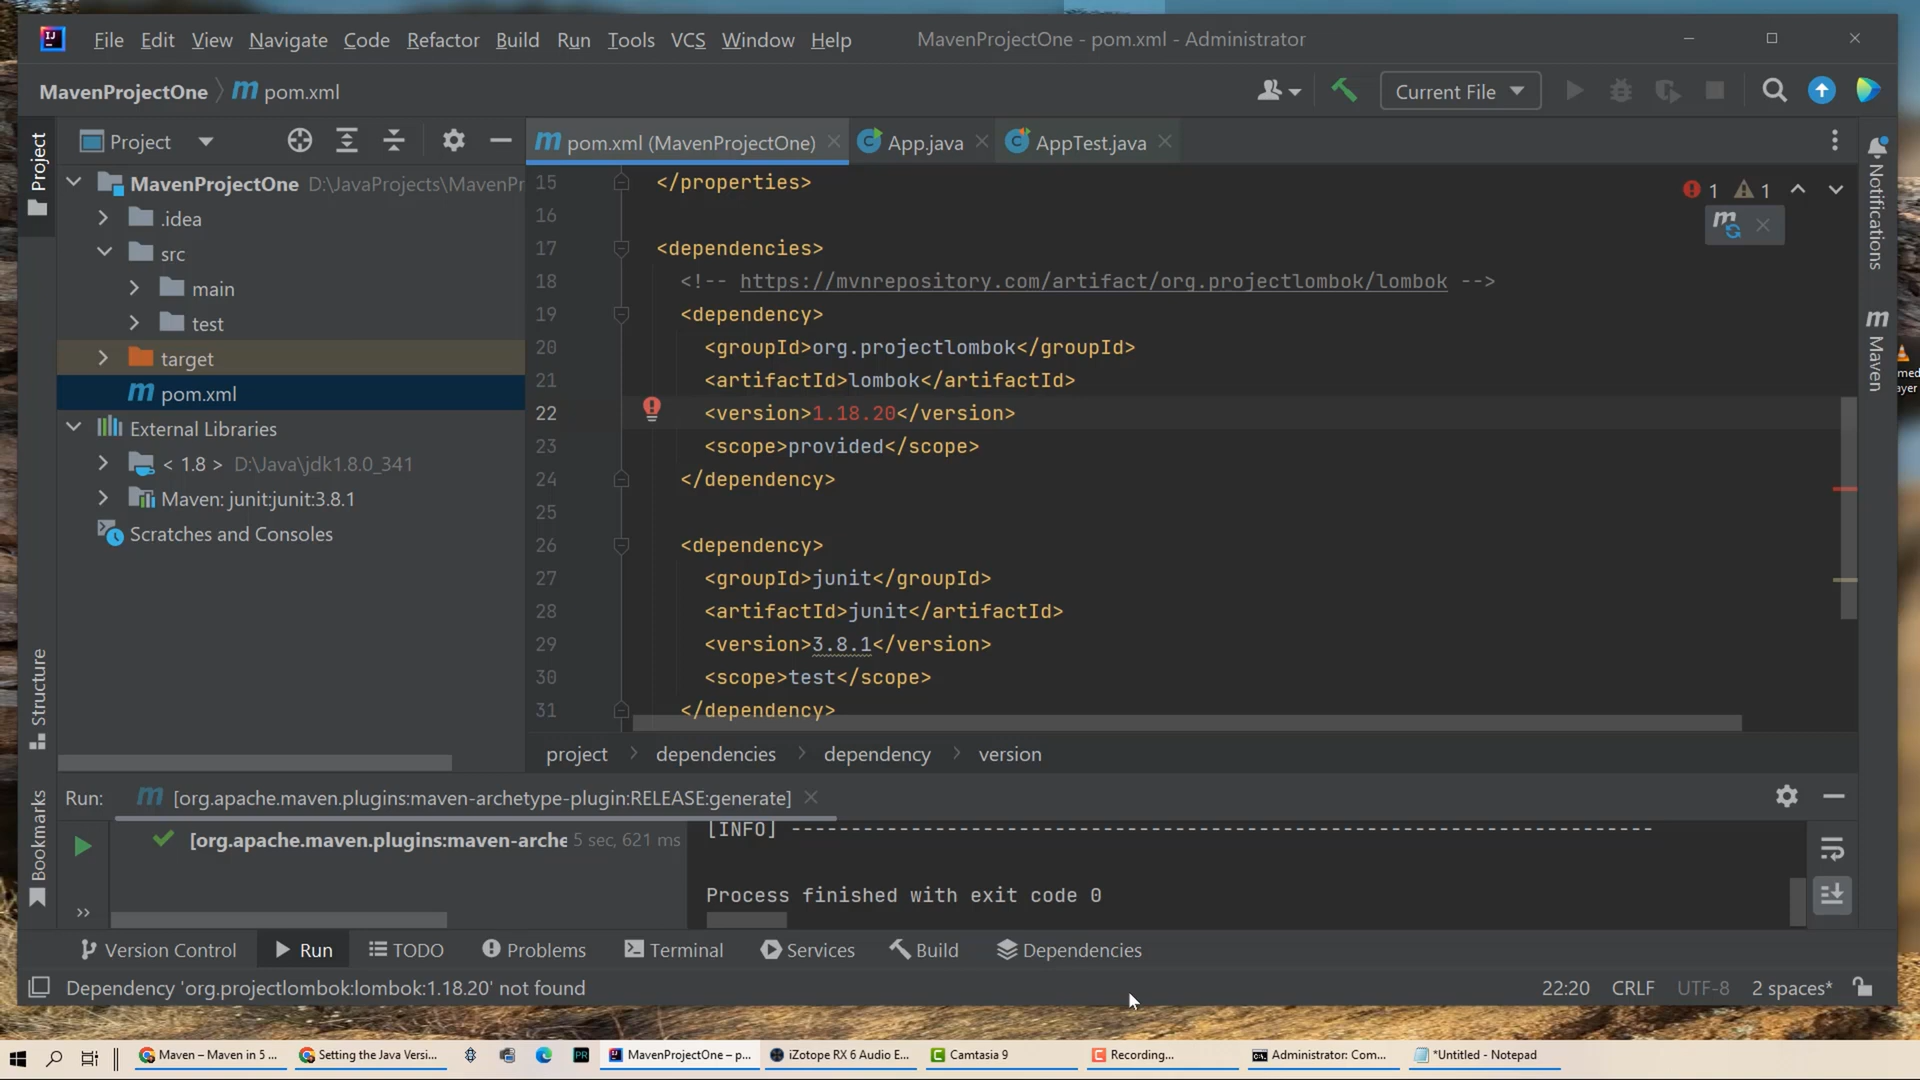 File Edit View Navigate Code Refactor Build Run Tools VCS Window Help MavenProjectOne - pom.xml - Administrator
MavenProjectOne m pom.xml Current File
Project
Project
MavenProjectOne D:\JavaProjects\MavenPr
.idea
src
main
test
target
m pom.xml
External Libraries
< 1.8 > D:\Java\jdk1.8.0_341
Maven: junit:junit:3.8.1
Scratches and Consoles
Structure
Bookmarks
m pom.xml (MavenProjectOne) App.java AppTest.java
1 1
15 </properties>
16
17 <dependencies>
18 <!-- https://mvnrepository.com/artifact/org.projectlombok/lombok -->
19 <dependency>
20 <groupId>org.projectlombok</groupId>
21 <artifactId>lombok</artifactId>
22 <version>1.18.20</version>
23 <scope>provided</scope>
24 </dependency>
25
26 <dependency>
27 <groupId>junit</groupId>
28 <artifactId>junit</artifactId>
29 <version>3.8.1</version>
30 <scope>test</scope>
31 </dependency>
project dependencies dependency version
Notifications
m Maven
med
ayer
Run: m [org.apache.maven.plugins:maven-archetype-plugin:RELEASE:generate]
[org.apache.maven.plugins:maven-arche 5 sec, 621 ms
[INFO] ------------------------------------------------------------------------
Process finished with exit code 0
Version Control Run TODO Problems Terminal Services Build Dependencies
Dependency 'org.projectlombok:lombok:1.18.20' not found 22:20 CRLF UTF-8 2 spaces*
Maven – Maven in 5 ... Setting the Java Versi... PR MavenProjectOne – p... iZotope RX 6 Audio E... Camtasia 9 Recording... Administrator: Com... *Untitled - Notepad